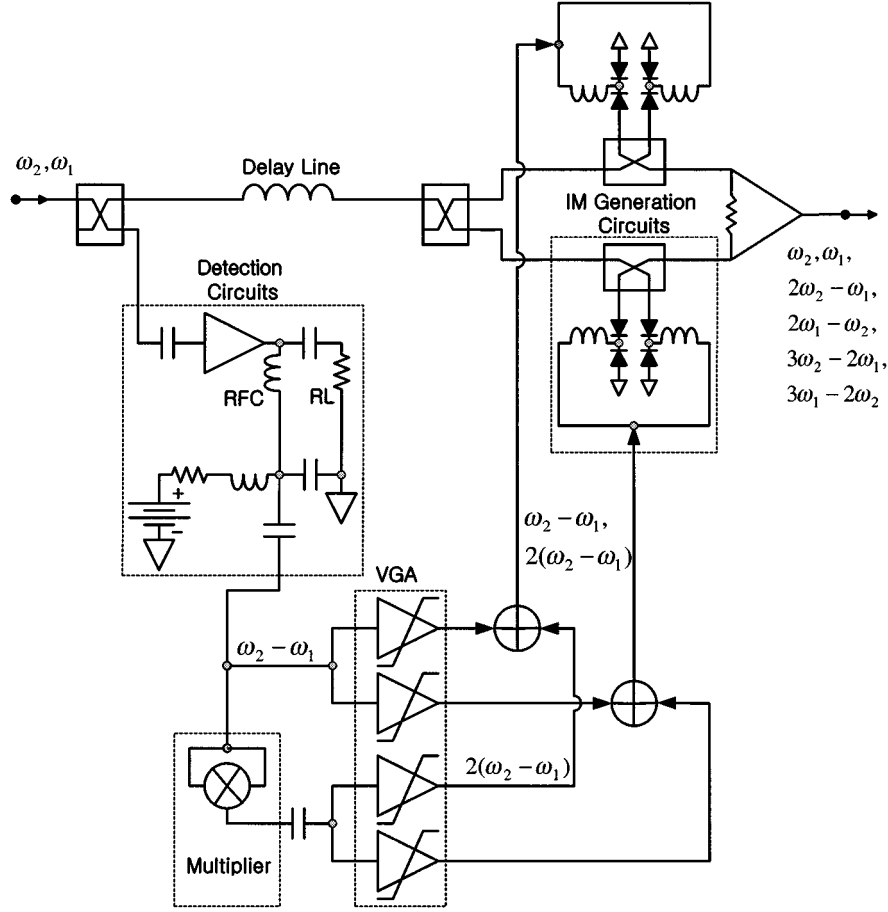 ω₂,ω₁
Delay Line
IM Generation
Circuits
ω₂,ω₁,
2ω₂ − ω₁,
2ω₁ − ω₂,
3ω₂ − 2ω₁,
3ω₁ − 2ω₂
Detection
Circuits
RFC
RL
+
−
ω₂ − ω₁,
2(ω₂ − ω₁)
VGA
ω₂ − ω₁
2(ω₂ − ω₁)
Multiplier